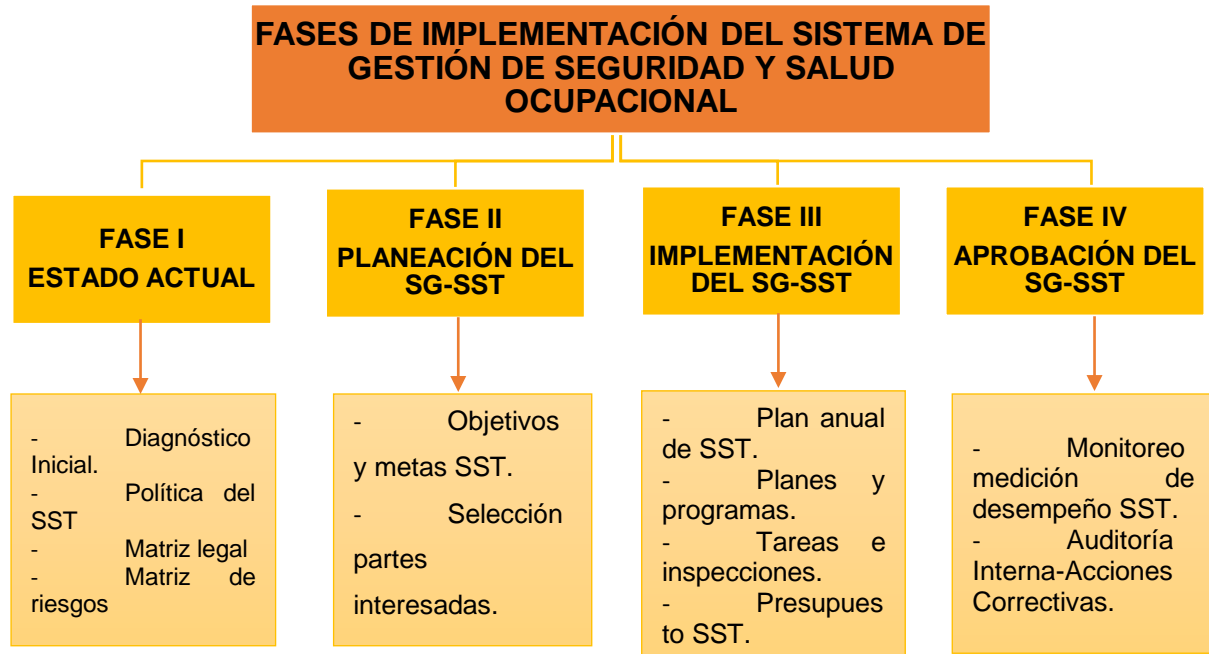 FASES DE IMPLEMENTACIÓN DEL SISTEMA DE
GESTIÓN DE SEGURIDAD Y SALUD
OCUPACIONAL
FASE I
ESTADO ACTUAL
- Diagnóstico
Inicial.
- Política del
SST
- Matriz legal
- Matriz de
riesgos
FASE II
PLANEACIÓN DEL
SG-SST
- Objetivos
y metas SST.
- Selección
partes
interesadas.
FASE III
IMPLEMENTACIÓN
DEL SG-SST
- Plan anual
de SST.
- Planes y
programas.
- Tareas e
inspecciones.
- Presupues
to SST.
FASE IV
APROBACIÓN DEL
SG-SST
- Monitoreo
medición de
desempeño SST.
- Auditoría
Interna-Acciones
Correctivas.